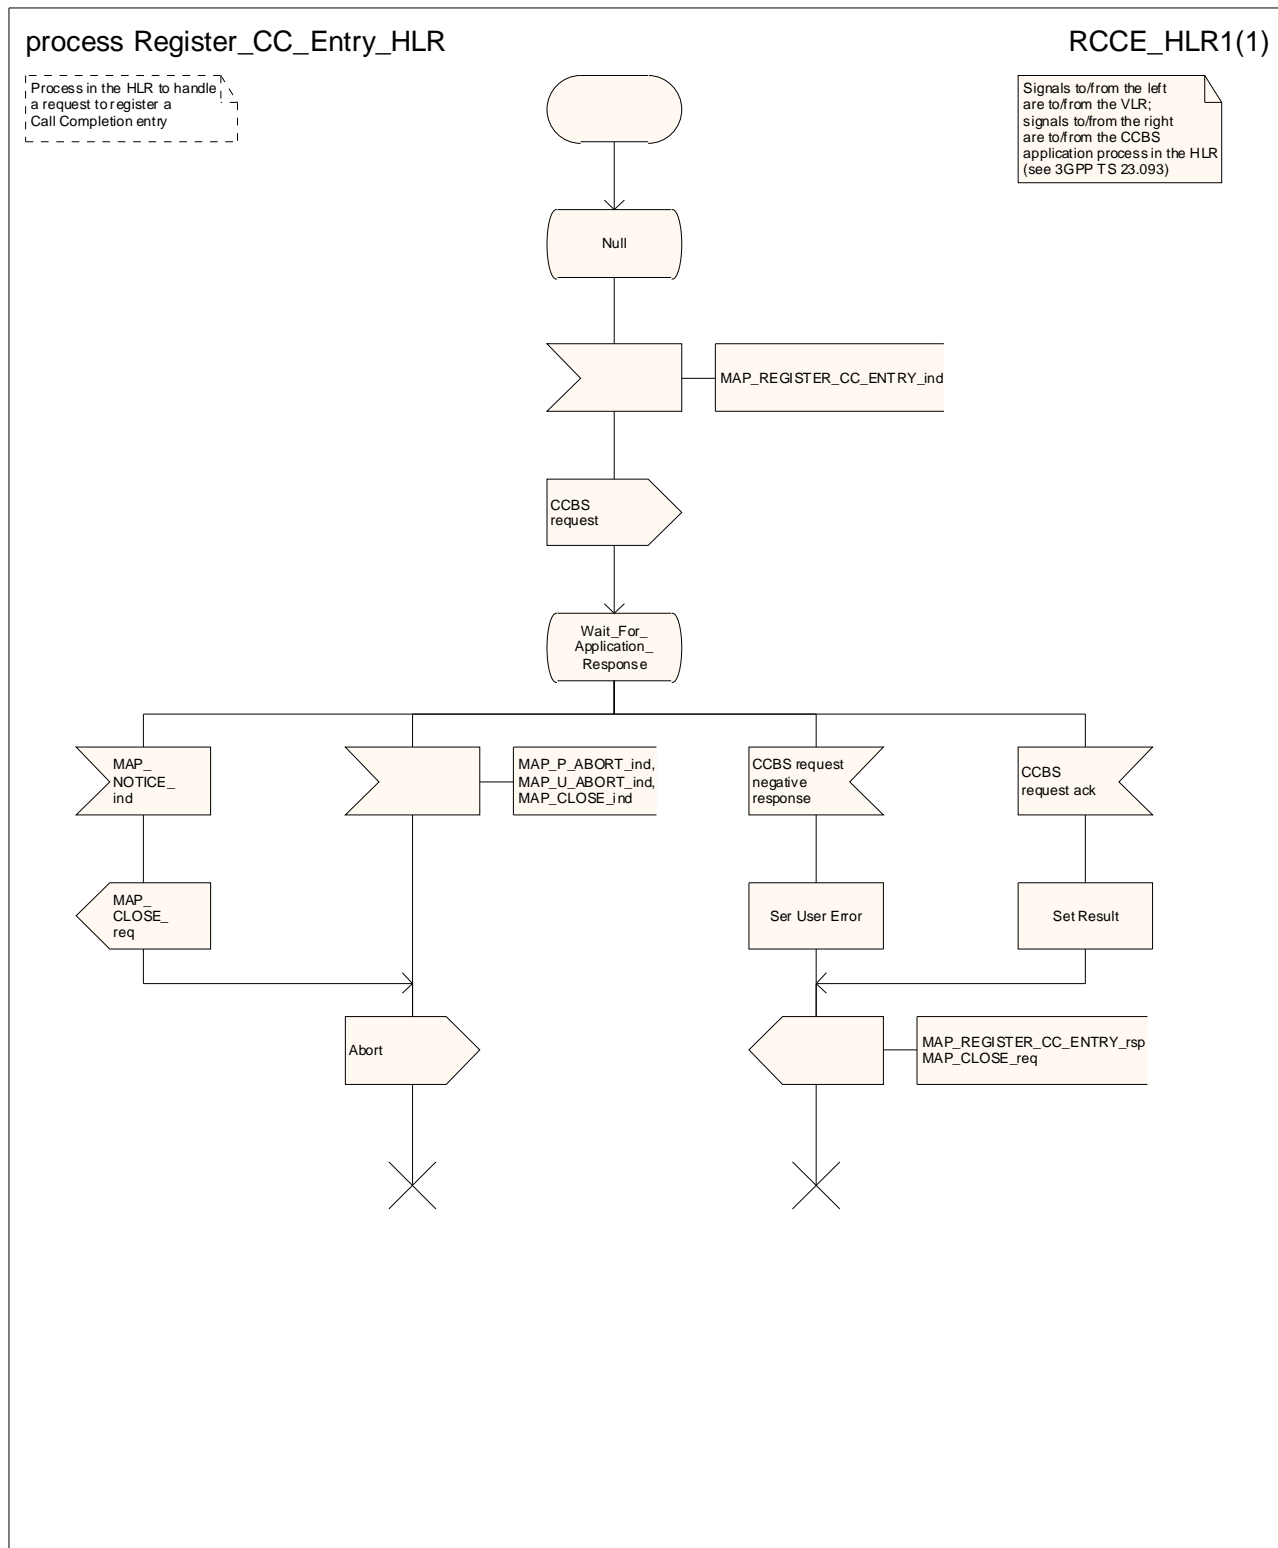 process Register_CC_Entry_HLR
RCCE_HLR1(1)
Process in the HLR to handle
a request to register a
Call Completion entry
Signals to/from the left
are to/from the VLR;
signals to/from the right
are to/from the CCBS
application process in the HLR
(see 3GPP TS 23.093)
Null
MAP_REGISTER_CC_ENTRY_ind
CCBS
request
Wait_For_
Application_
Response
MAP_
NOTICE_
ind
MAP_P_ABORT_ind,
MAP_U_ABORT_ind,
MAP_CLOSE_ind
CCBS request
negative
response
CCBS
request ack
MAP_
CLOSE_
req
Ser User Error
Set Result
Abort
MAP_REGISTER_CC_ENTRY_rsp
MAP_CLOSE_req